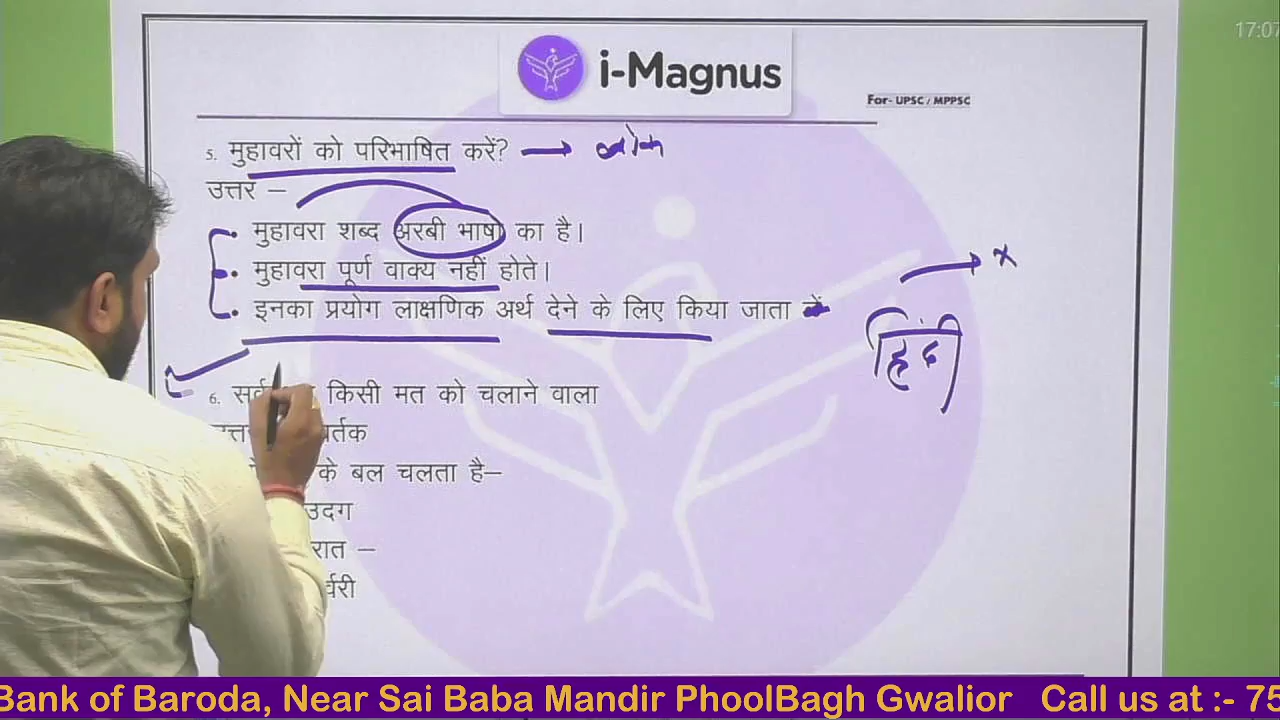 17:07
i-Magnus
For- UPSC / MPPSC
5. मुहावरों को परिभाषित करें?
उत्तर –
• मुहावरा शब्द अरबी भाषा का है।
• मुहावरा पूर्ण वाक्य नहीं होते।
• इनका प्रयोग लाक्षणिक अर्थ देने के लिए किया जाता
x
हिंदी
6. किसी मत को चलाने वाला
के बल चलता है–
उदग
रात –
Bank of Baroda, Near Sai Baba Mandir PhoolBagh Gwalior Call us at :- 75